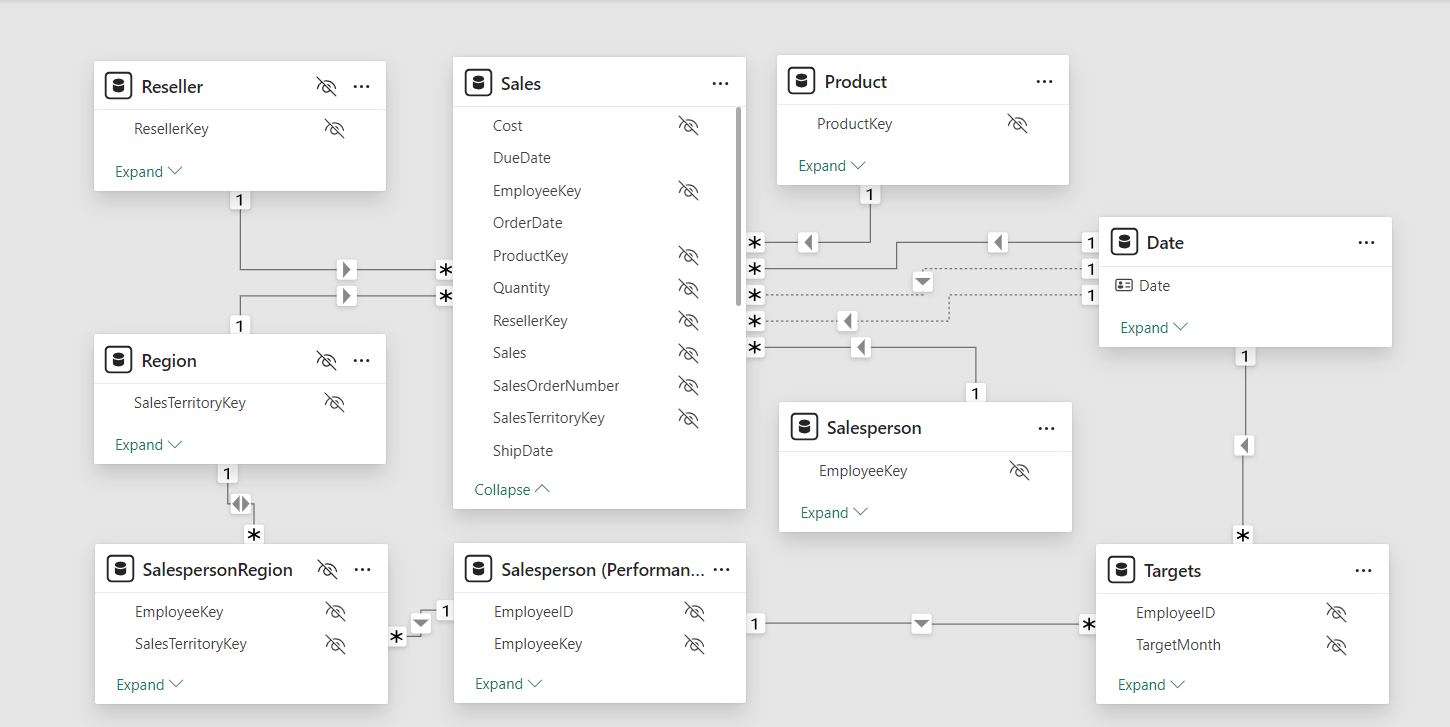 Reseller
ResellerKey
Expand
1
*
Sales
Cost
DueDate
EmployeeKey
OrderDate
ProductKey
Quantity
ResellerKey
Sales
SalesOrderNumber
SalesTerritoryKey
ShipDate
Collapse
Product
ProductKey
Expand
1
*
*
*
*
*
Date
Date
Expand
1
1
1
1
*
1
*
Region
SalesTerritoryKey
Expand
1
*
Salesperson
EmployeeKey
Expand
1
SalespersonRegion
EmployeeKey
SalesTerritoryKey
Expand
*
1
Salesperson (Performan...
EmployeeID
EmployeeKey
Expand
1
*
Targets
EmployeeID
TargetMonth
Expand